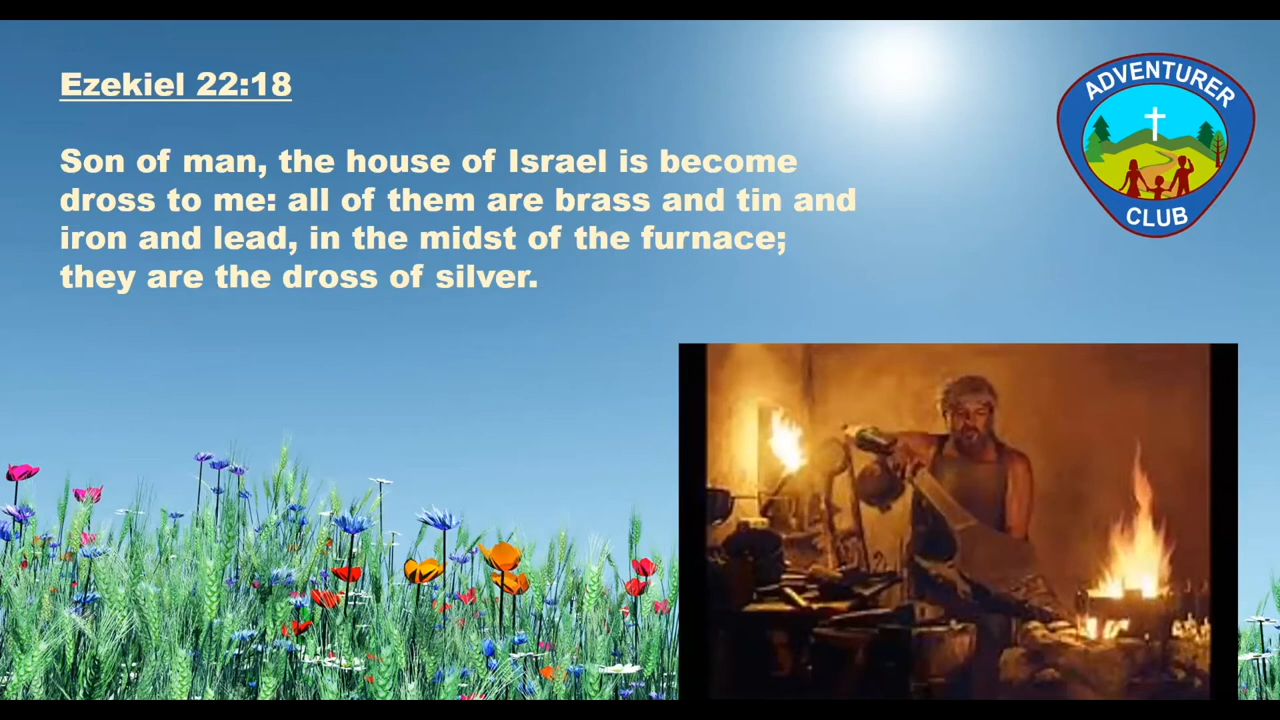 Ezekiel 22:18
Son of man, the house of Israel is become
dross to me: all of them are brass and tin and
iron and lead, in the midst of the furnace;
they are the dross of silver.
ADVENTURER
CLUB